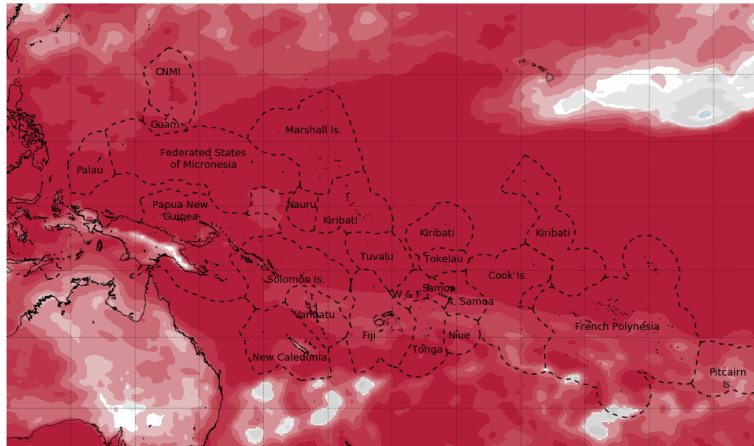 CNMI
Guam
Marshall Is.
Federated States
of Micronesia
Palau
Papua New
Guinea
Nauru
Kiribati
Kiribati
Kiribati
Tuvalu
Tokelau
Solomon Is.
Cook Is.
W & F
Samoa
A. Samoa
Vanuatu
Fiji
Niue
French Polynesia
Tonga
New Caledonia
Pitcairn
Is.